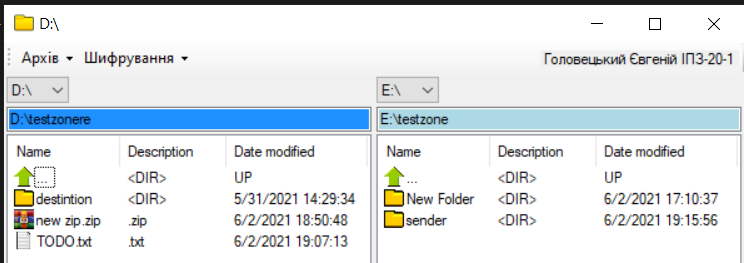 D:\
Архів Шифрування Головецький Євгеній ІПЗ-20-1
D:\ E:\
D:\testzonere E:\testzone
Name Description Date modified Name Description Date modified
... <DIR> UP ... <DIR> UP
destintion <DIR> 5/31/2021 14:29:34 New Folder <DIR> 6/2/2021 17:10:37
new zip.zip .zip 6/2/2021 18:50:48 sender <DIR> 6/2/2021 19:15:56
TODO.txt .txt 6/2/2021 19:07:13